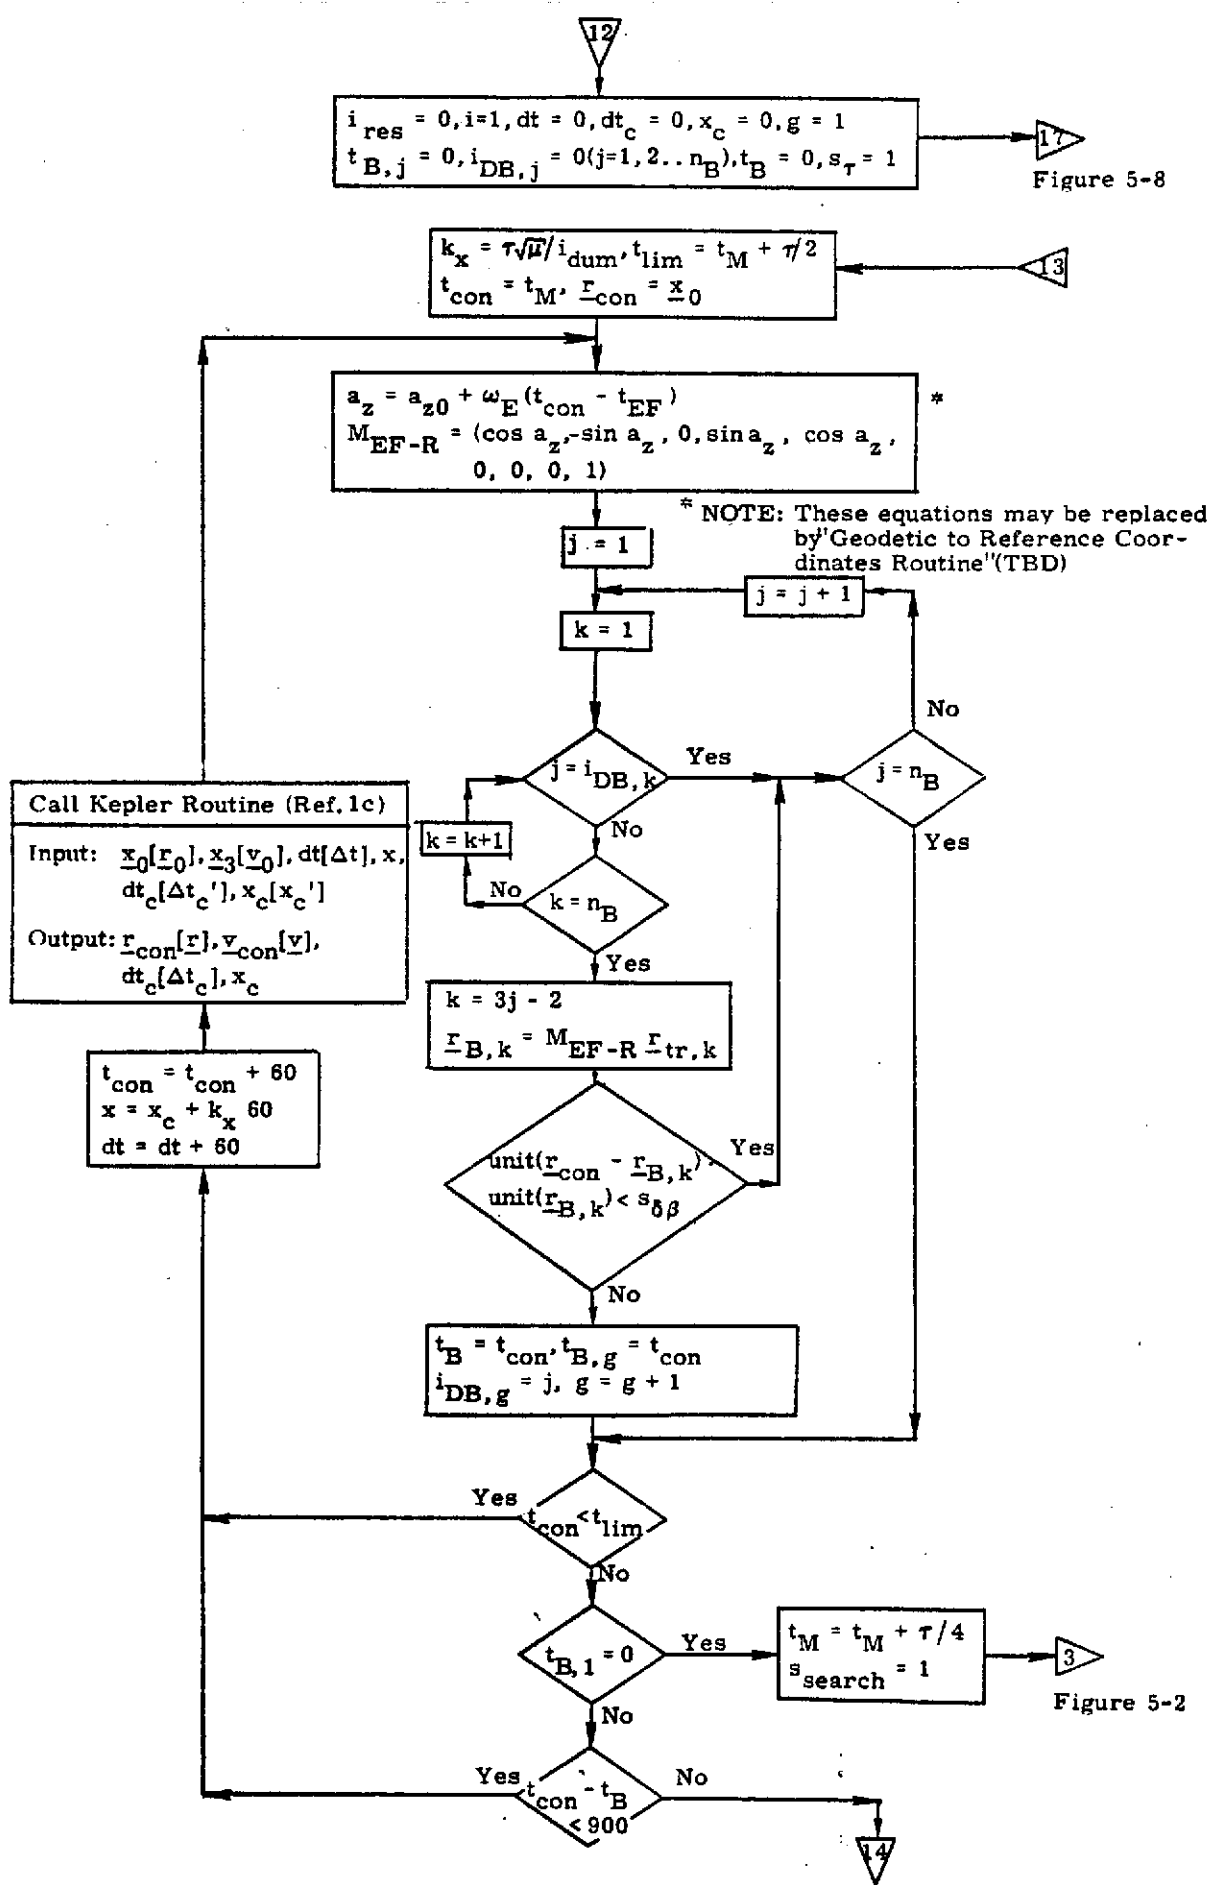 12
i_res = 0, i=1, dt = 0, dt_c = 0, x_c = 0, g = 1
t_B,j = 0, i_DB,j = 0(j=1, 2.. n_B), t_B = 0, s_τ = 1
17
Figure 5-8
k_x = τ√μ/i_dum, t_lim = t_M + τ/2
t_con = t_M, r_con = x_0
13
a_z = a_z0 + ω_E (t_con - t_EF)
M_EF-R = (cos a_z, -sin a_z, 0, sin a_z, cos a_z,
0, 0, 0, 1)
*
* NOTE: These equations may be replaced
by "Geodetic to Reference Coor-
dinates Routine" (TBD)
j = 1
j = j + 1
k = 1
No
j = i_DB,k
Yes
j = n_B
Yes
No
k = k+1
No
k = n_B
Yes
Call Kepler Routine (Ref. 1c)
Input: x_0[r_0], x_3[v_0], dt[Δt], x,
dt_c[Δt_c'], x_c[x_c']
Output: r_con[r], v_con[v],
dt_c[Δt_c], x_c
k = 3j - 2
r_B,k = M_EF-R r_tr,k
t_con = t_con + 60
x = x_c + k_x 60
dt = dt + 60
unit(r_con - r_B,k) ·
unit(r_B,k) < s_δβ
Yes
No
t_B = t_con, t_B,g = t_con
i_DB,g = j, g = g + 1
Yes
t_con < t_lim
No
t_B,1 = 0
Yes
t_M = t_M + τ/4
s_search = 1
3
Figure 5-2
No
Yes
t_con - t_B
< 900
No
14